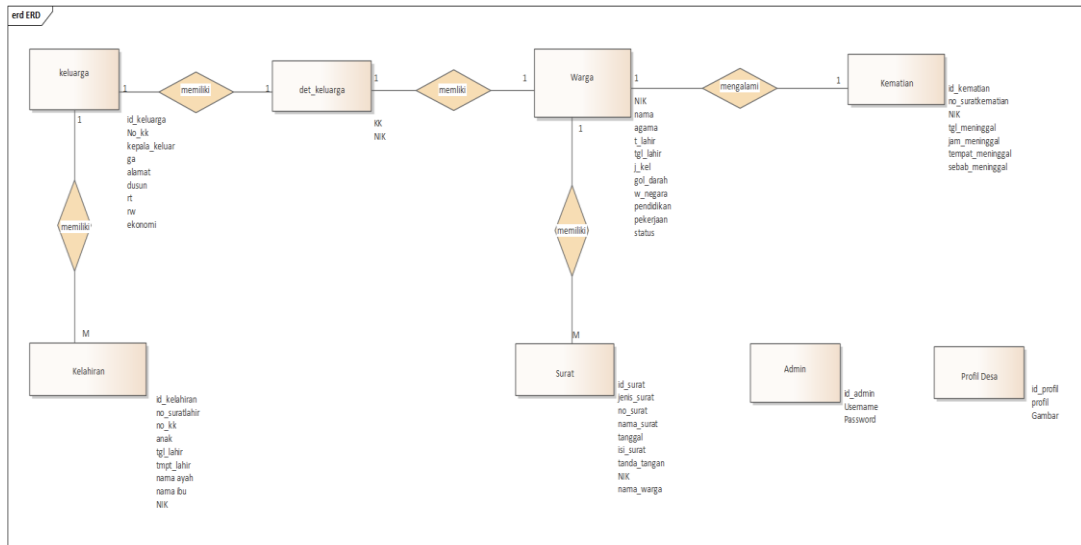 erd ERD
keluarga
1
memiliki
1
det_keluarga
1
memliki
1
Warga
1
mengalami
1
Kematian
id_keluarga
No_kk
kepala_keluar
ga
alamat
dusun
rt
rw
ekonomi
KK
NIK
NIK
nama
agama
t_lahir
tgl_lahir
j_kel
gol_darah
w_negara
pendidikan
pekerjaan
status
id_kematian
no_suratkematian
NIK
tgl_meninggal
jam_meninggal
tempat_meninggal
sebab_meninggal
1
memiliki
M
Kelahiran
id_kelahiran
no_suratlahir
no_kk
anak
tgl_lahir
tmpt_lahir
nama ayah
nama ibu
NIK
1
(memiliki)
M
Surat
id_surat
jenis_surat
no_surat
nama_surat
tanggal
isi_surat
tanda_tangan
NIK
nama_warga
Admin
id_admin
Username
Password
Profil Desa
id_profil
profil
Gambar